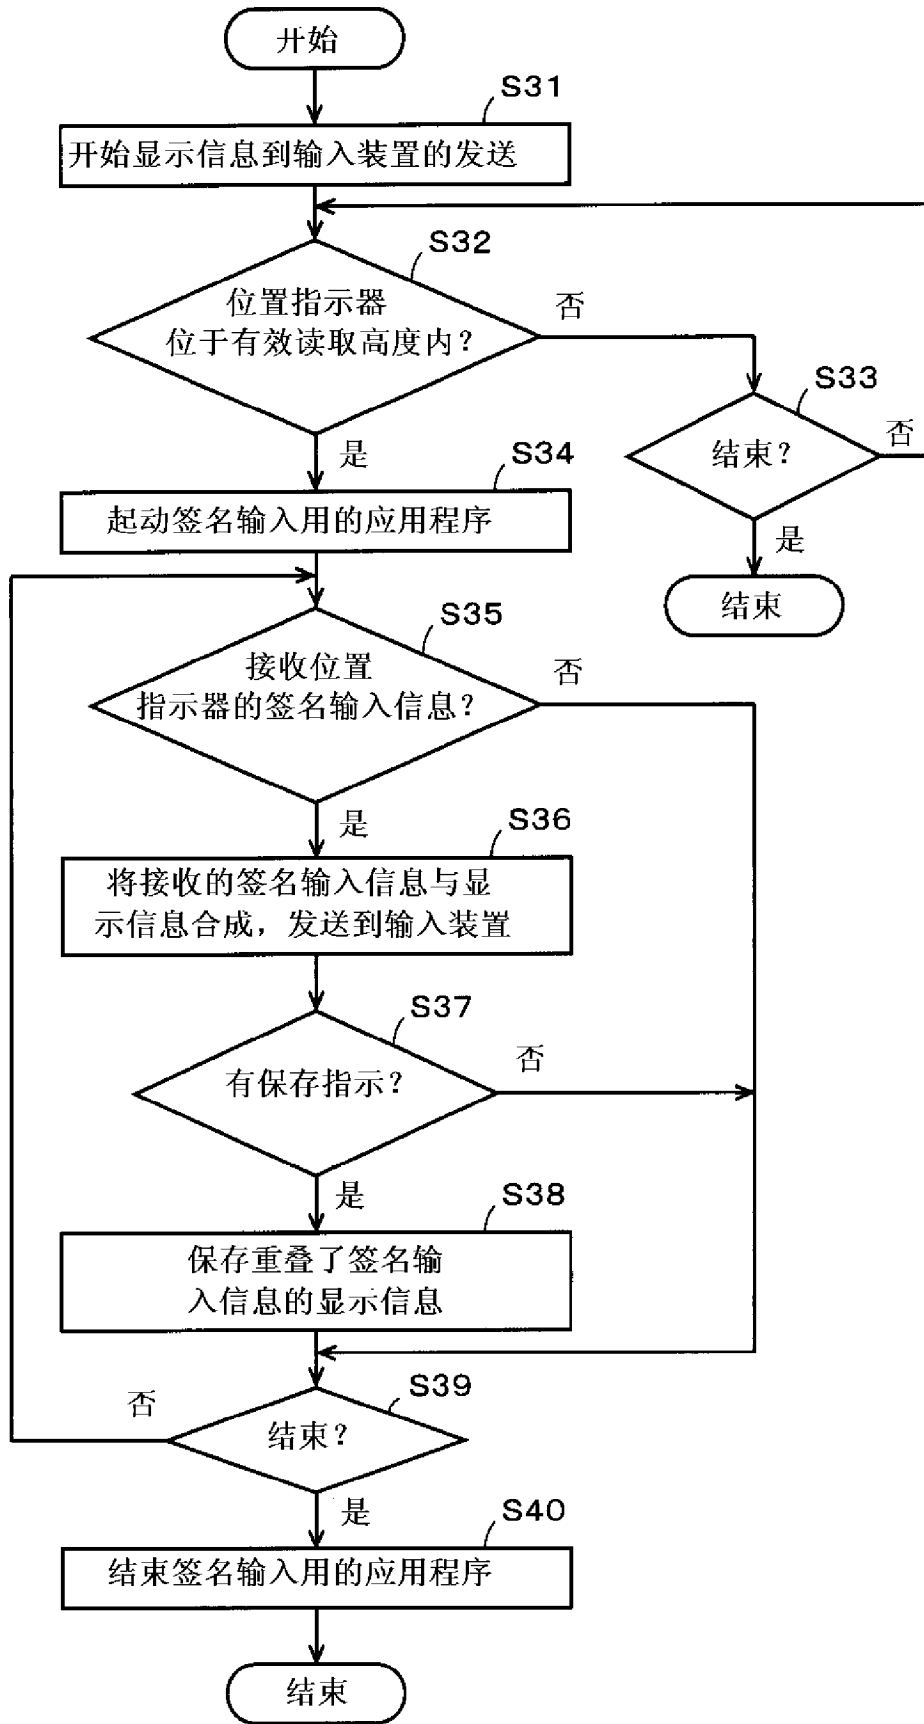 开始
S31
开始显示信息到输入装置的发送
S32
位置指示器
位于有效读取高度内？
否
S33
结束？
否
是
结束
是
S34
起动签名输入用的应用程序
S35
接收位置
指示器的签名输入信息？
否
是
S36
将接收的签名输入信息与显
示信息合成，发送到输入装置
S37
有保存指示？
否
是
S38
保存重叠了签名输
入信息的显示信息
S39
结束？
否
是
S40
结束签名输入用的应用程序
结束